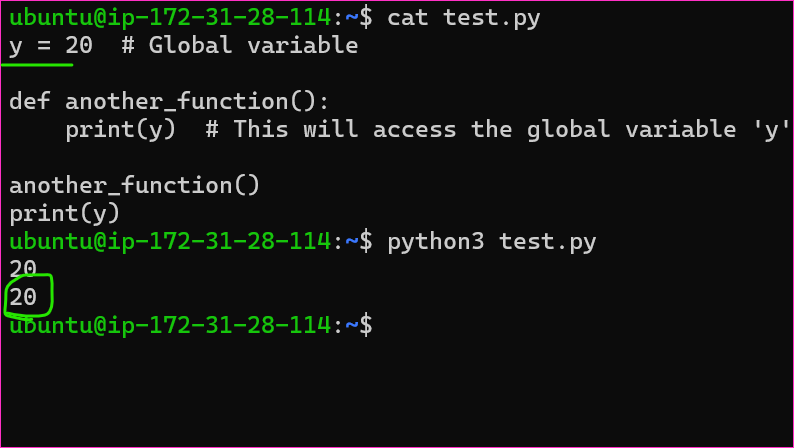 ubuntu@ip-172-31-28-114:~$ cat test.py
y = 20  # Global variable
def another_function():
    print(y)  # This will access the global variable 'y'
another_function()
print(y)
ubuntu@ip-172-31-28-114:~$ python3 test.py
20
20
ubuntu@ip-172-31-28-114:~$